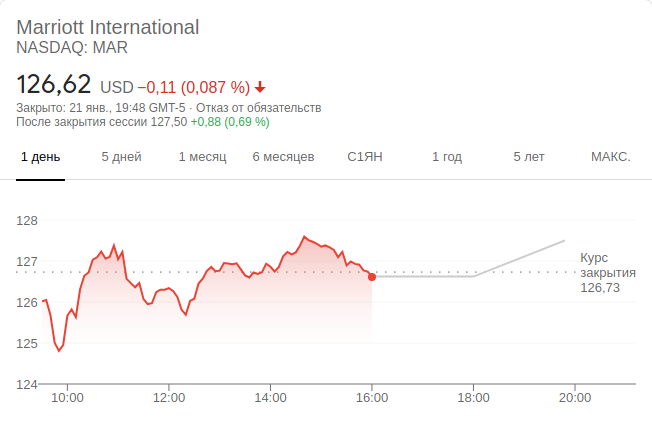 Marriott International
NASDAQ: MAR
126,62 USD −0,11 (0,087 %)
Закрыто: 21 янв., 19:48 GMT-5 · Отказ от обязательств
После закрытия сессии 127,50 +0,88 (0,69 %)
1 день 5 дней 1 месяц 6 месяцев С1ЯН 1 год 5 лет МАКС.
128
127
126
125
124
Курс
закрытия
126,73
10:00 12:00 14:00 16:00 18:00 20:00